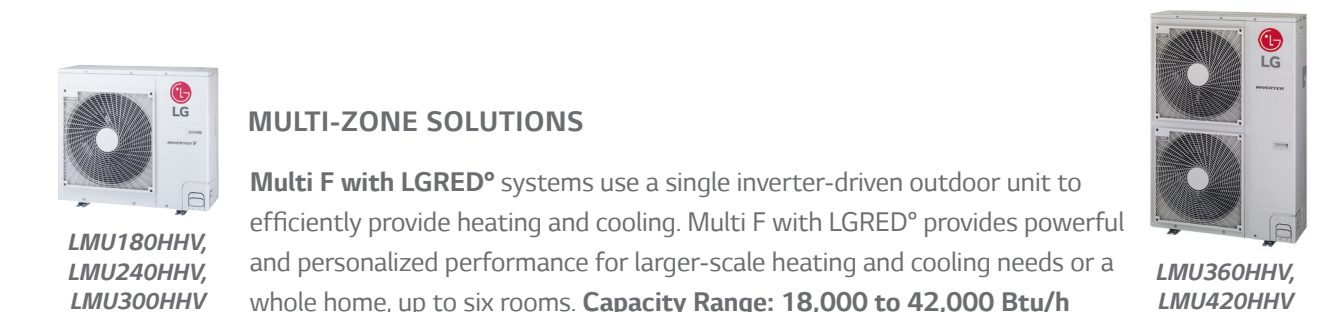 LG
INVERTER V
LMU180HHV,
LMU240HHV,
LMU300HHV
MULTI-ZONE SOLUTIONS
Multi F with LGRED° systems use a single inverter-driven outdoor unit to
efficiently provide heating and cooling. Multi F with LGRED° provides powerful
and personalized performance for larger-scale heating and cooling needs or a
whole home, up to six rooms. Capacity Range: 18,000 to 42,000 Btu/h
LG
INVERTER
LMU360HHV,
LMU420HHV